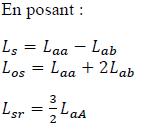 En posant :
L_s = L_aa − L_ab
L_os = L_aa + 2L_ab
L_sr = 3/2 L_aA